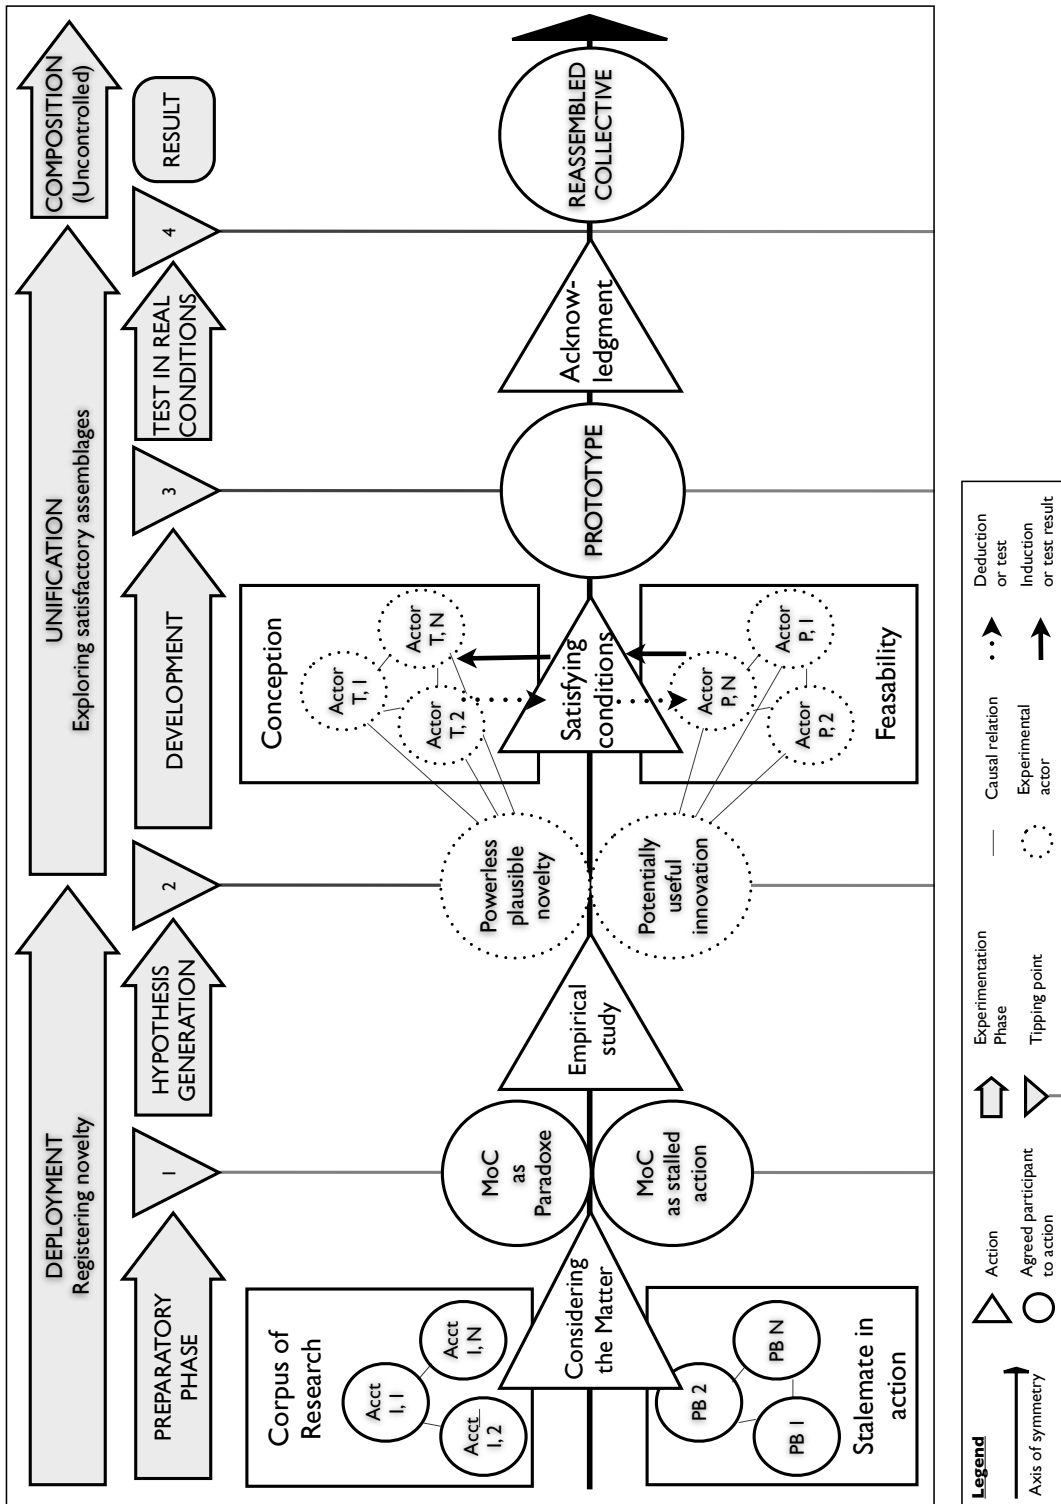 DEPLOYMENT
Registering novelty
UNIFICATION
Exploring satisfactory assemblages
COMPOSITION
(Uncontrolled)
PREPARATORY
PHASE
1
HYPOTHESIS
GENERATION
2
DEVELOPMENT
3
TEST IN REAL
CONDITIONS
4
RESULT
Corpus of
Research
Acct
I, I
Acct
I, 2
Acct
I, N
Considering
the Matter
PB 2
PB N
PB I
Stalemate in
action
MoC
as
Paradoxe
MoC
as stalled
action
Empirical
study
Powerless
plausible
novelty
Potentially
useful
innovation
Conception
Actor
T, I
Actor
T, N
Actor
T, 2
Satisfying
conditions
Actor
P, N
Actor
P, I
Actor
P, 2
Feasability
PROTOTYPE
Acknow-
ledgment
REASSEMBLED
COLLECTIVE
Legend
Axis of symmetry
Action
Agreed participant
to action
Experimentation
Phase
Tipping point
Causal relation
Experimental
actor
Deduction
or test
Induction
or test result